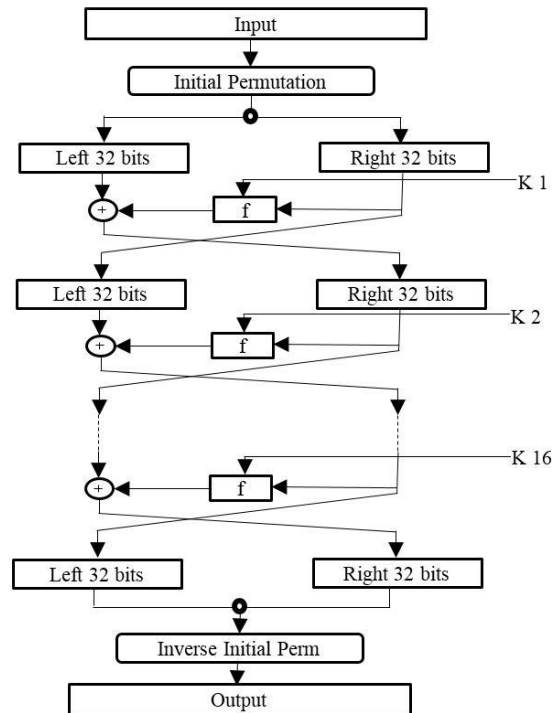 Input
Initial Permutation
Left 32 bits
Right 32 bits
K 1
+
f
Left 32 bits
Right 32 bits
K 2
+
f
K 16
+
f
Left 32 bits
Right 32 bits
Inverse Initial Perm
Output